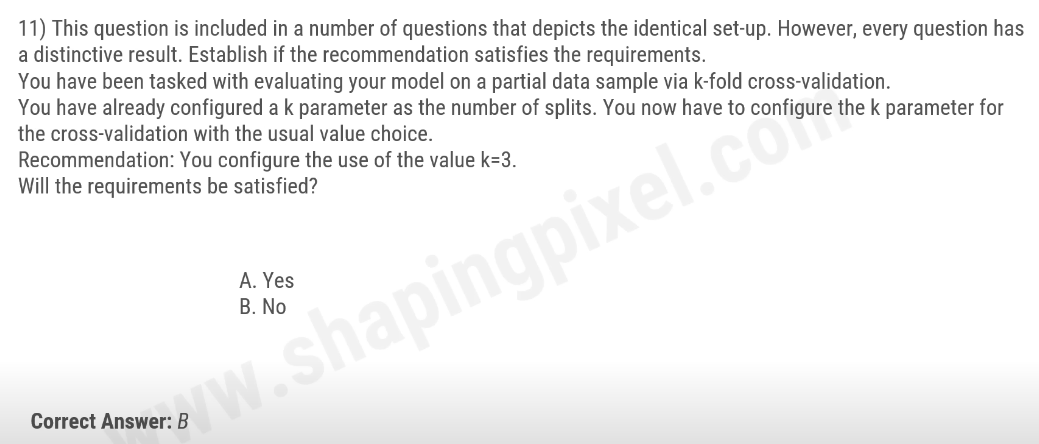 11) This question is included in a number of questions that depicts the identical set-up. However, every question has
a distinctive result. Establish if the recommendation satisfies the requirements.
You have been tasked with evaluating your model on a partial data sample via k-fold cross-validation.
You have already configured a k parameter as the number of splits. You now have to configure the k parameter for
the cross-validation with the usual value choice.
Recommendation: You configure the use of the value k=3.
Will the requirements be satisfied?
A. Yes
B. No
Correct Answer: B
www.shapingpixel.com